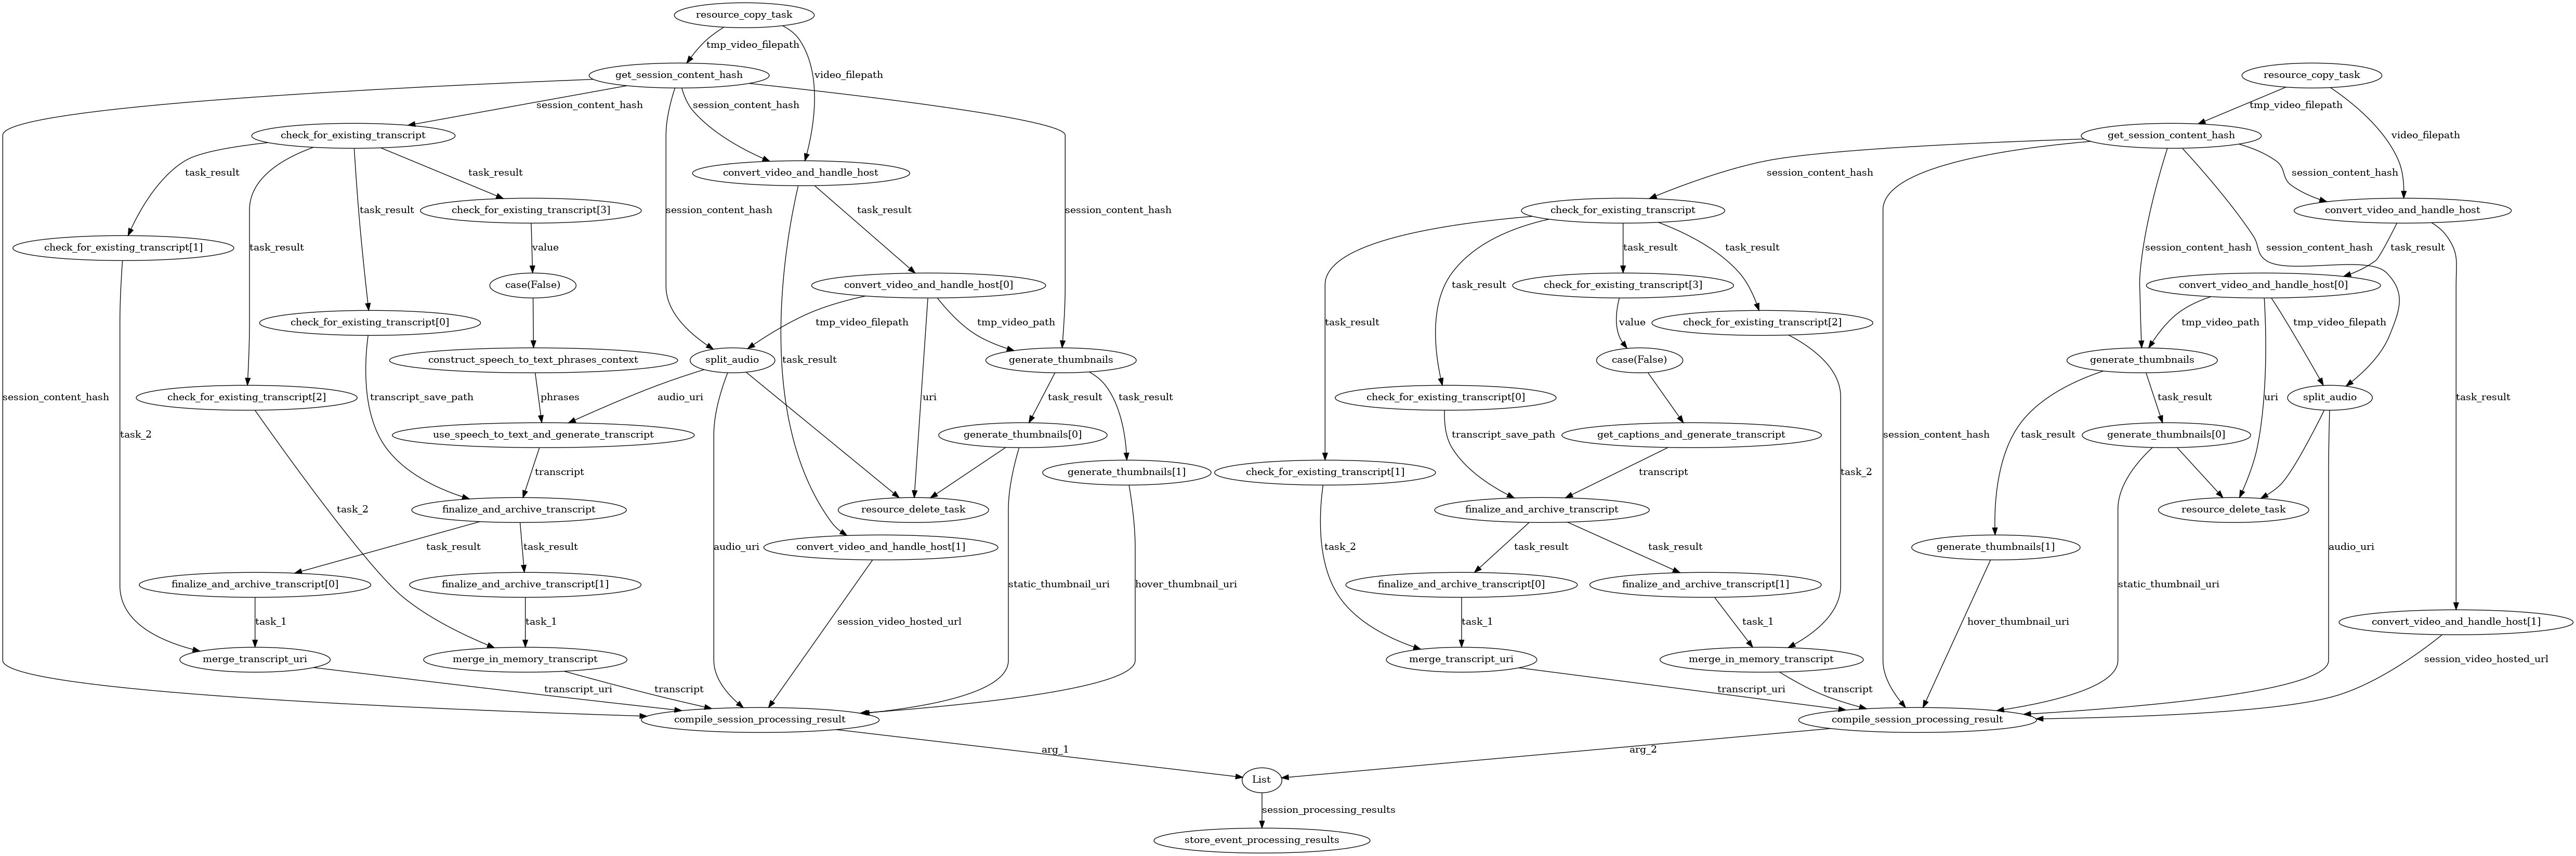 resource_copy_task
tmp_video_filepath
get_session_content_hash
resource_copy_task
video_filepath
session_content_hash
session_content_hash
tmp_video_filepath
check_for_existing_transcript
get_session_content_hash
video_filepath
task_result
task_result
convert_video_and_handle_host
session_content_hash
session_content_hash
task_result
check_for_existing_transcript[3]
session_content_hash
task_result
session_content_hash
check_for_existing_transcript
convert_video_and_handle_host
check_for_existing_transcript[1]
task_result
value
task_result
task_result
session_content_hash
session_content_hash
task_result
case(False)
convert_video_and_handle_host[0]
task_result
check_for_existing_transcript[3]
convert_video_and_handle_host[0]
check_for_existing_transcript[0]
tmp_video_filepath
tmp_video_path
task_result
value
check_for_existing_transcript[2]
tmp_video_path
tmp_video_filepath
construct_speech_to_text_phrases_context
split_audio
task_result
generate_thumbnails
case(False)
generate_thumbnails
session_content_hash
check_for_existing_transcript[2]
transcript_save_path
phrases
audio_uri
uri
task_result
task_result
check_for_existing_transcript[0]
task_result
uri
split_audio
task_result
task_2
use_speech_to_text_and_generate_transcript
generate_thumbnails[0]
transcript_save_path
get_captions_and_generate_transcript
session_content_hash
task_result
generate_thumbnails[0]
transcript
generate_thumbnails[1]
check_for_existing_transcript[1]
transcript
task_2
task_2
finalize_and_archive_transcript
resource_delete_task
finalize_and_archive_transcript
resource_delete_task
task_result
task_result
audio_uri
convert_video_and_handle_host[1]
task_2
task_result
task_result
generate_thumbnails[1]
audio_uri
finalize_and_archive_transcript[0]
finalize_and_archive_transcript[1]
static_thumbnail_uri
hover_thumbnail_uri
finalize_and_archive_transcript[0]
finalize_and_archive_transcript[1]
static_thumbnail_uri
task_1
task_1
session_video_hosted_url
task_1
task_1
hover_thumbnail_uri
convert_video_and_handle_host[1]
merge_transcript_uri
merge_in_memory_transcript
merge_transcript_uri
merge_in_memory_transcript
session_video_hosted_url
transcript_uri
transcript
transcript_uri
transcript
compile_session_processing_result
compile_session_processing_result
arg_1
arg_2
List
session_processing_results
store_event_processing_results